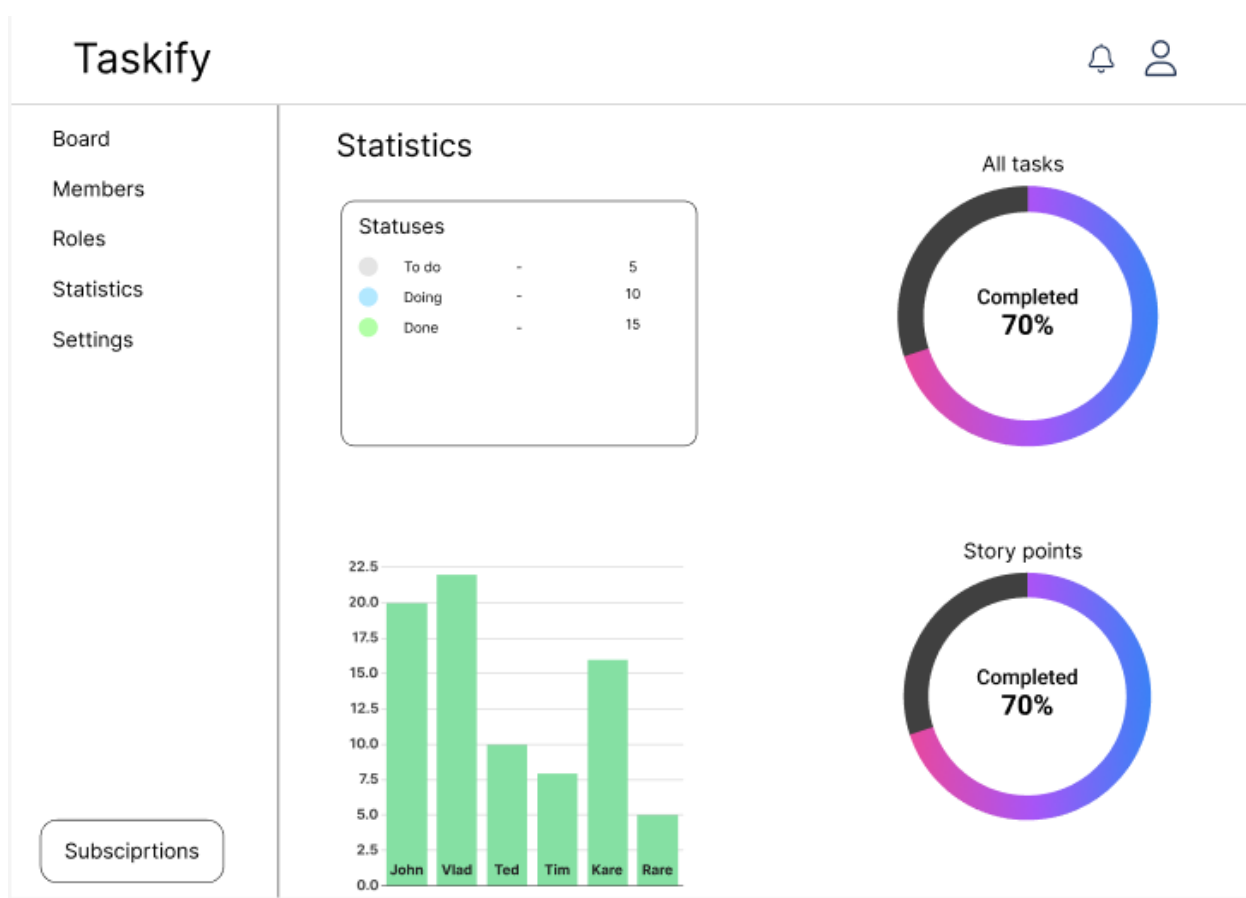 Taskify
Board
Members
Roles
Statistics
Settings
Subsciprtions
Statistics
Statuses
To do - 5
Doing - 10
Done - 15
All tasks
Completed
70%
22.5
20.0
17.5
15.0
12.5
10.0
7.5
5.0
2.5
0.0
John Vlad Ted Tim Kare Rare
Story points
Completed
70%